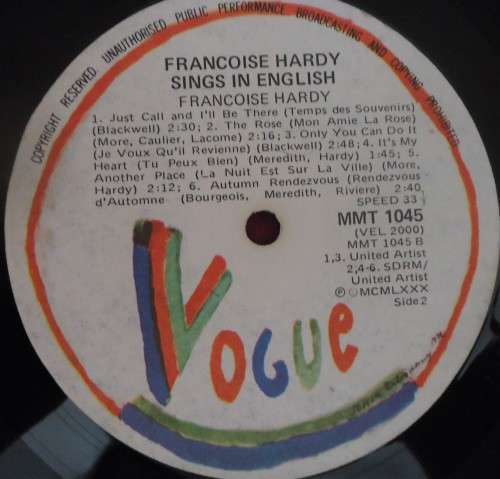 COPYRIGHT RESERVED UNAUTHORISED PUBLIC PERFORMANCE BROADCASTING AND COPYING PROHIBITED
FRANCOISE HARDY
SINGS IN ENGLISH
FRANCOISE HARDY
1. Just Call and I'll Be There (Temps des Souvenirs)
(Blackwell) 2:30; 2. The Rose (Mon Amie La Rose)
(More, Caulier, Lacome) 2:16; 3. Only You Can Do It
(Je Voux Qu'il Revienne) (Blackwell) 2:48; 4. It's My
Heart (Tu Peux Bien) (Meredith, Hardy) 1:45; 5.
Another Place (La Nuit Est Sur La Ville) (More,
Hardy) 2:12; 6. Autumn Rendezvous (Rendezvous
d'Automne (Bourgeois, Meredith, Riviere) 2:40
SPEED 33
MMT 1045
(VEL 2000)
MMT 1045 B
1,3. United Artist
2,4-6. SDRM/
United Artist
Ⓟ ©MCMLXXX
Side 2
VOGUE